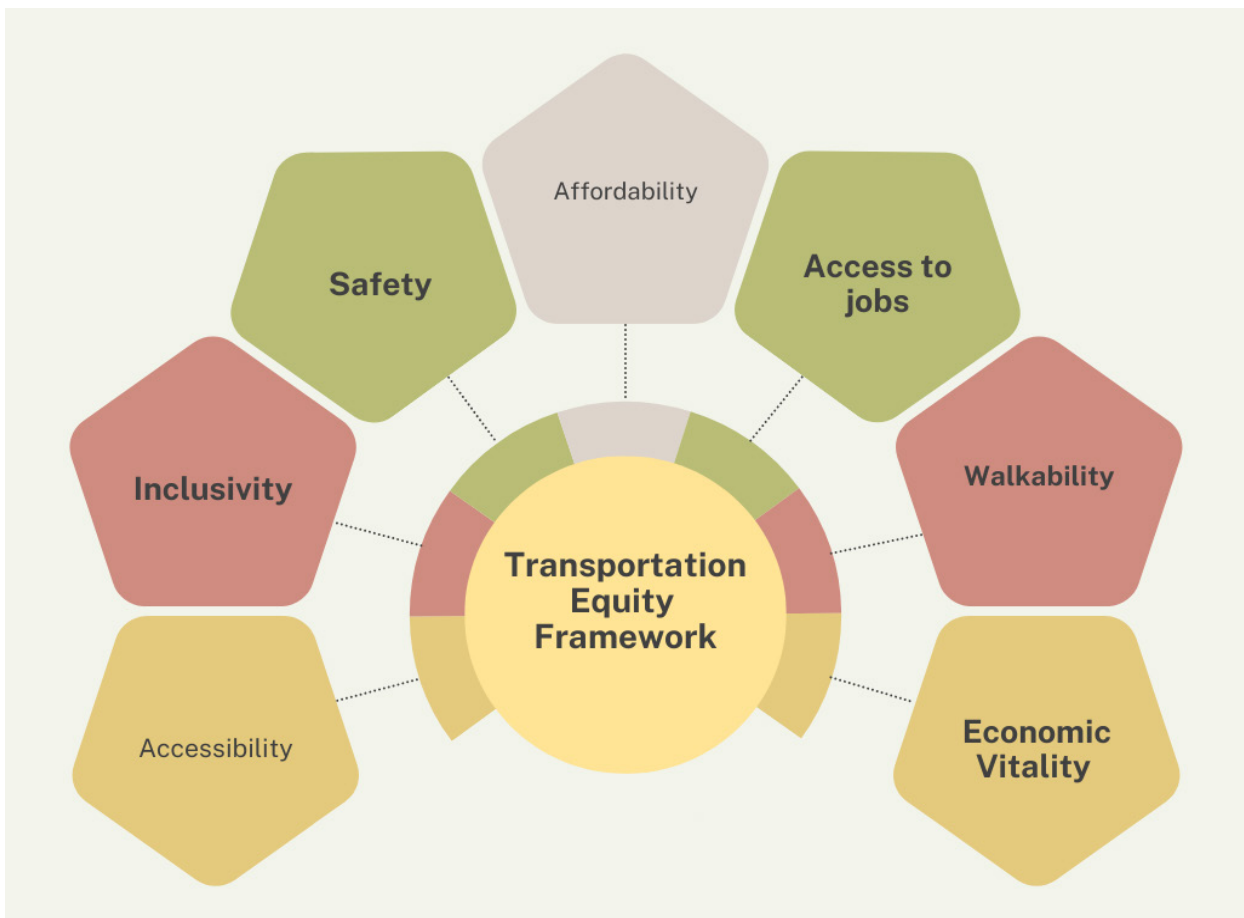 Affordability
Safety
Access to
jobs
Inclusivity
Walkability
Transportation
Equity
Framework
Accessibility
Economic
Vitality